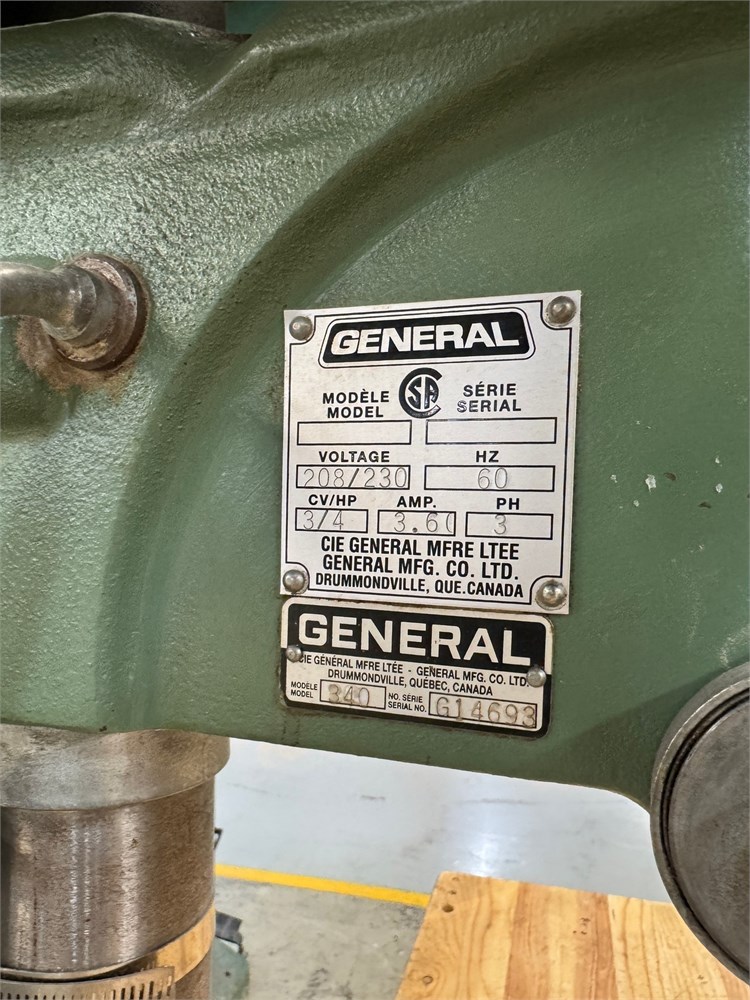 GENERAL
MODÈLE SÉRIE
MODEL SERIAL
VOLTAGE HZ
208/230 60
CV/HP AMP. PH
3/4 3.60 3
CIE GENERAL MFRE LTEE
GENERAL MFG. CO. LTD.
DRUMMONDVILLE, QUE.CANADA
GENERAL
CIE GÉNÉRAL MFRE LTÉE - GENERAL MFG. CO. LTD.
DRUMMONDVILLE, QUÉBEC, CANADA
MODÈLE 340 NO. SÉRIE G14693
MODEL SERIAL NO.